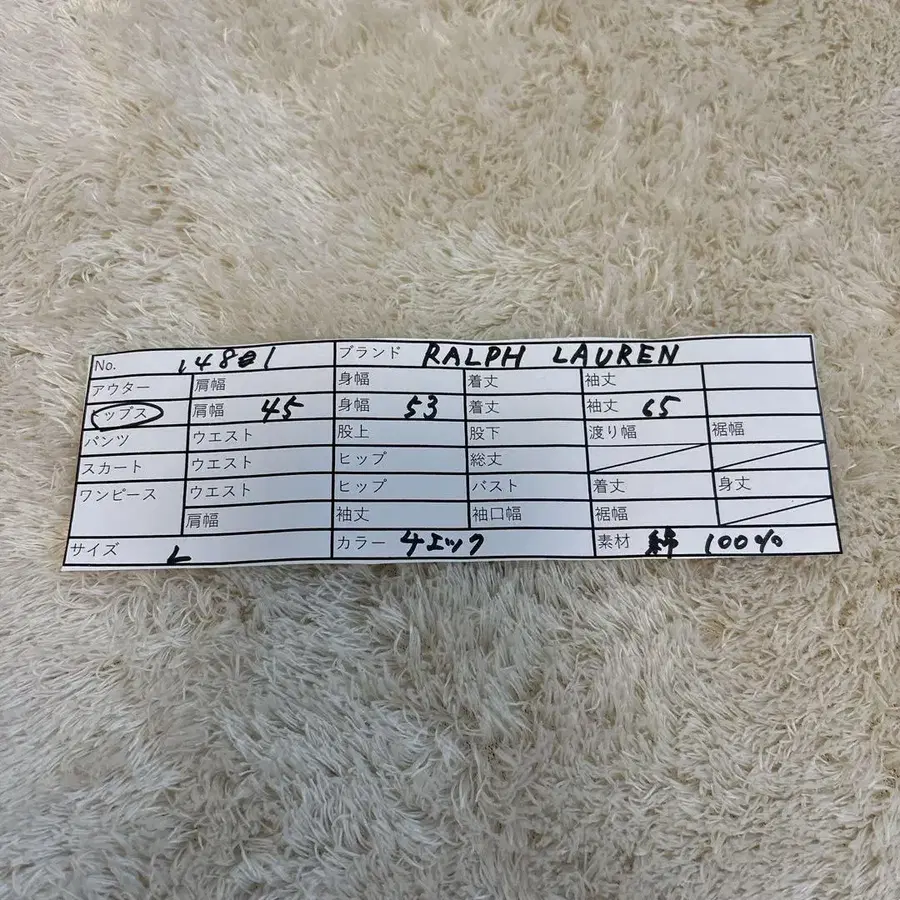 No. ブランド RALPH LAUREN
アウター 肩幅 身幅 着丈 袖丈
トップス 肩幅 45 身幅 53 着丈 袖丈 65
パンツ ウエスト 股上 股下 渡り幅 裾幅
スカート ウエスト ヒップ 総丈
ワンピース ウエスト ヒップ バスト 着丈 身丈
肩幅 袖丈 袖口幅 裾幅
サイズ L カラー チェック 素材 綿 100%